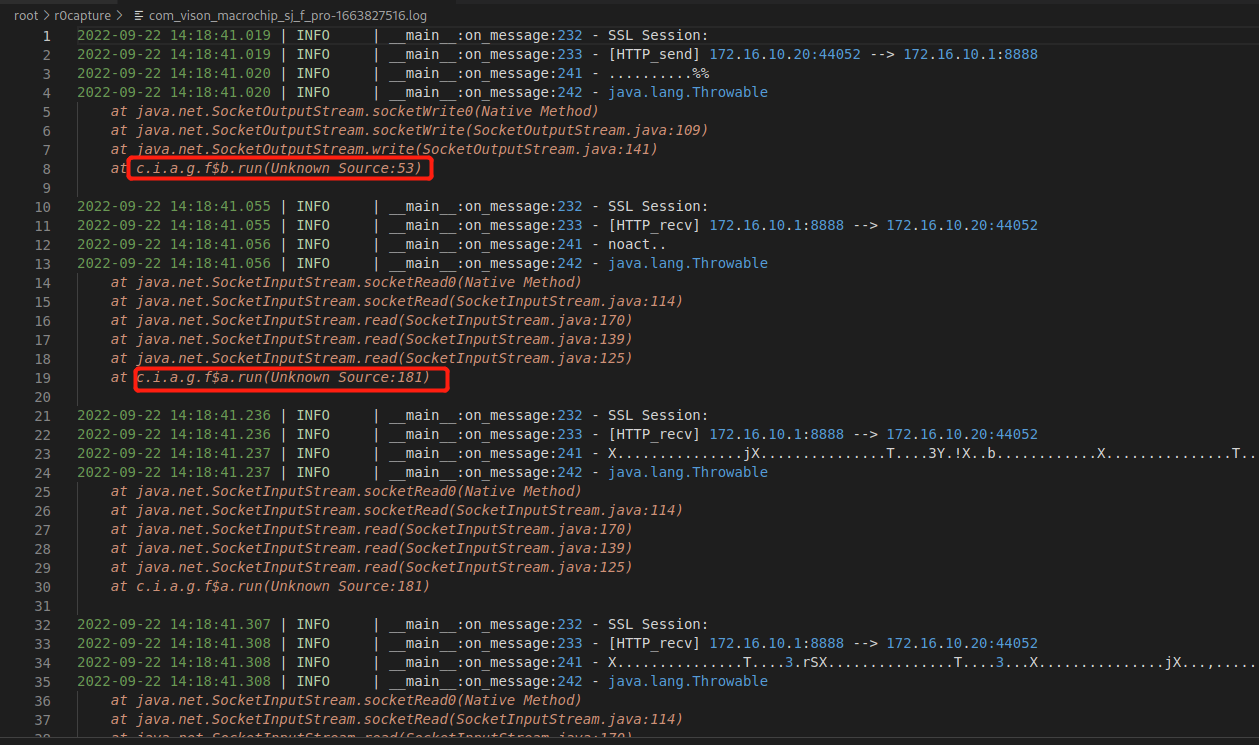 root > r0capture > com_vison_macrochip_sj_f_pro-1663827516.log
1 2022-09-22 14:18:41.019 | INFO | __main__:on_message:232 - SSL Session:
2 2022-09-22 14:18:41.019 | INFO | __main__:on_message:233 - [HTTP_send] 172.16.10.20:44052 --> 172.16.10.1:8888
3 2022-09-22 14:18:41.020 | INFO | __main__:on_message:241 - ..........%%
4 2022-09-22 14:18:41.020 | INFO | __main__:on_message:242 - java.lang.Throwable
5 at java.net.SocketOutputStream.socketWrite0(Native Method)
6 at java.net.SocketOutputStream.socketWrite(SocketOutputStream.java:109)
7 at java.net.SocketOutputStream.write(SocketOutputStream.java:141)
8 at c.i.a.g.f$b.run(Unknown Source:53)
9
10 2022-09-22 14:18:41.055 | INFO | __main__:on_message:232 - SSL Session:
11 2022-09-22 14:18:41.055 | INFO | __main__:on_message:233 - [HTTP_recv] 172.16.10.1:8888 --> 172.16.10.20:44052
12 2022-09-22 14:18:41.056 | INFO | __main__:on_message:241 - noact..
13 2022-09-22 14:18:41.056 | INFO | __main__:on_message:242 - java.lang.Throwable
14 at java.net.SocketInputStream.socketRead0(Native Method)
15 at java.net.SocketInputStream.socketRead(SocketInputStream.java:114)
16 at java.net.SocketInputStream.read(SocketInputStream.java:170)
17 at java.net.SocketInputStream.read(SocketInputStream.java:139)
18 at java.net.SocketInputStream.read(SocketInputStream.java:125)
19 at c.i.a.g.f$a.run(Unknown Source:181)
20
21 2022-09-22 14:18:41.236 | INFO | __main__:on_message:232 - SSL Session:
22 2022-09-22 14:18:41.236 | INFO | __main__:on_message:233 - [HTTP_recv] 172.16.10.1:8888 --> 172.16.10.20:44052
23 2022-09-22 14:18:41.237 | INFO | __main__:on_message:241 - X...............jX...............T....3Y.!X..b............X...............T..
24 2022-09-22 14:18:41.237 | INFO | __main__:on_message:242 - java.lang.Throwable
25 at java.net.SocketInputStream.socketRead0(Native Method)
26 at java.net.SocketInputStream.socketRead(SocketInputStream.java:114)
27 at java.net.SocketInputStream.read(SocketInputStream.java:170)
28 at java.net.SocketInputStream.read(SocketInputStream.java:139)
29 at java.net.SocketInputStream.read(SocketInputStream.java:125)
30 at c.i.a.g.f$a.run(Unknown Source:181)
31
32 2022-09-22 14:18:41.307 | INFO | __main__:on_message:232 - SSL Session:
33 2022-09-22 14:18:41.308 | INFO | __main__:on_message:233 - [HTTP_recv] 172.16.10.1:8888 --> 172.16.10.20:44052
34 2022-09-22 14:18:41.308 | INFO | __main__:on_message:241 - X...............T....3.rSX...............T....3...X...............jX...,.....
35 2022-09-22 14:18:41.308 | INFO | __main__:on_message:242 - java.lang.Throwable
36 at java.net.SocketInputStream.socketRead0(Native Method)
37 at java.net.SocketInputStream.socketRead(SocketInputStream.java:114)
38 at java.net.SocketInputStream.read(SocketInputStream.java:170)